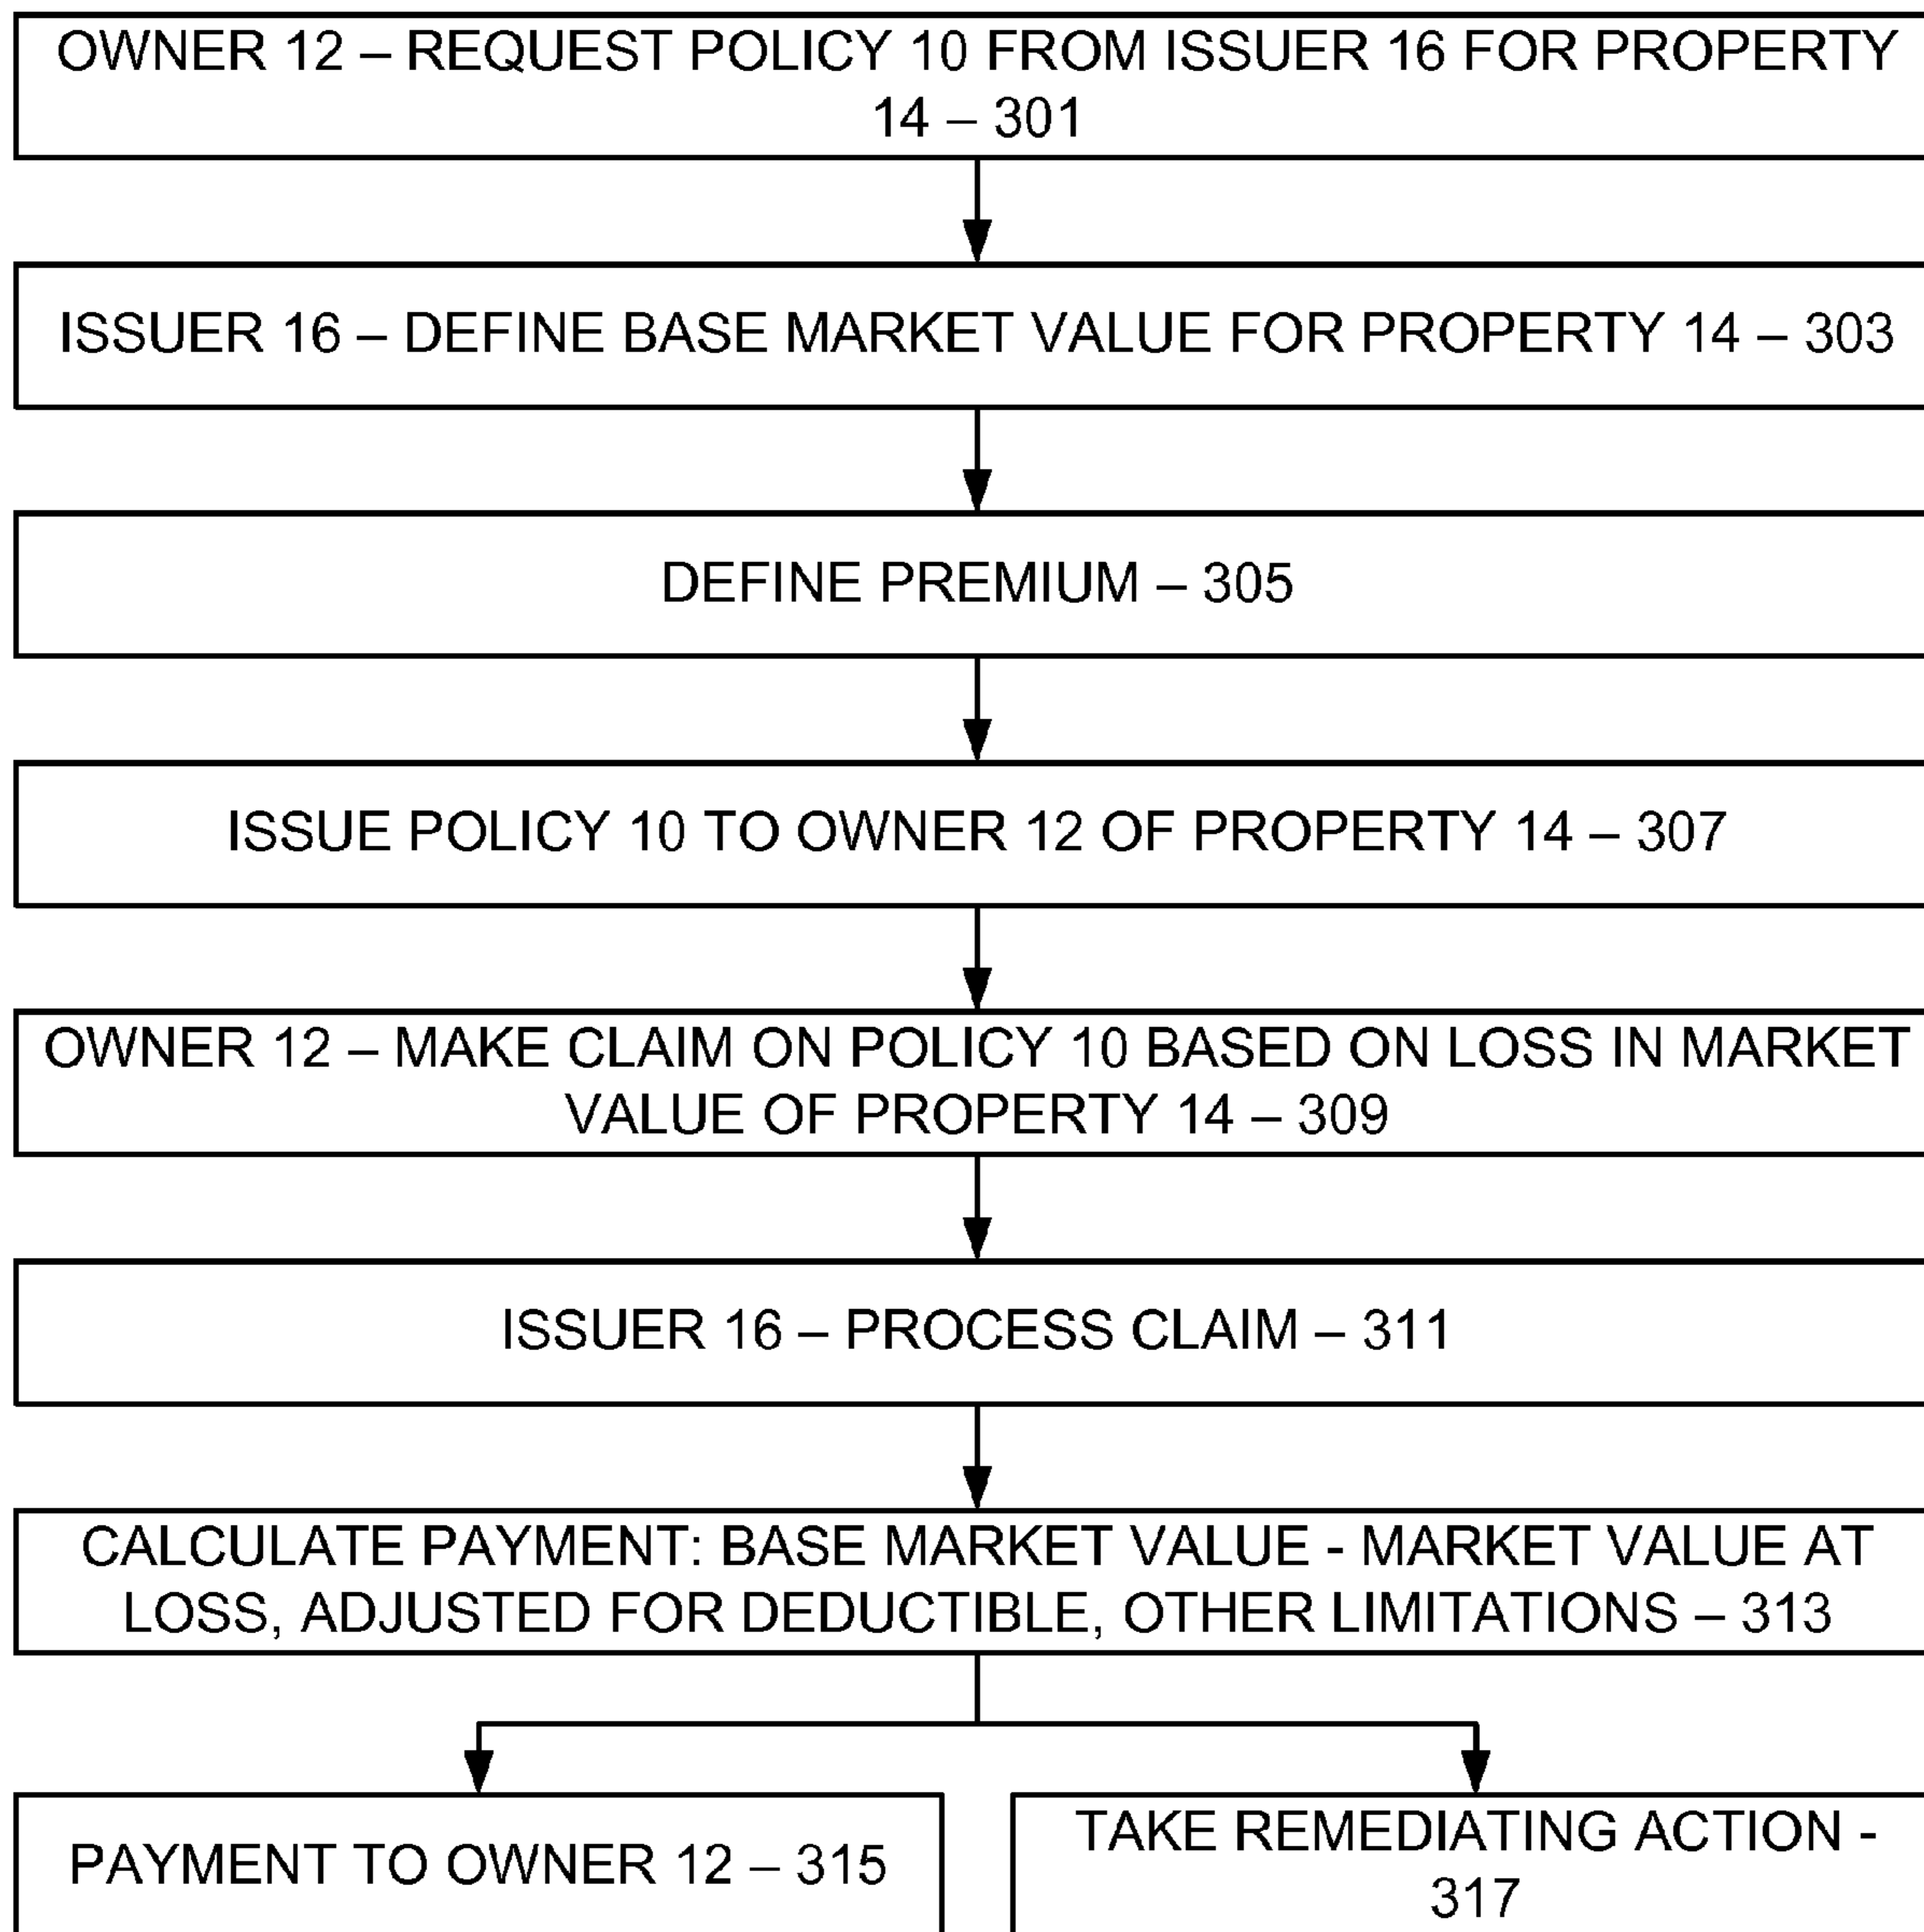 OWNER 12 – REQUEST POLICY 10 FROM ISSUER 16 FOR PROPERTY
14 – 301
ISSUER 16 – DEFINE BASE MARKET VALUE FOR PROPERTY 14 – 303
DEFINE PREMIUM – 305
ISSUE POLICY 10 TO OWNER 12 OF PROPERTY 14 – 307
OWNER 12 – MAKE CLAIM ON POLICY 10 BASED ON LOSS IN MARKET
VALUE OF PROPERTY 14 – 309
ISSUER 16 – PROCESS CLAIM – 311
CALCULATE PAYMENT: BASE MARKET VALUE - MARKET VALUE AT
LOSS, ADJUSTED FOR DEDUCTIBLE, OTHER LIMITATIONS – 313
PAYMENT TO OWNER 12 – 315
TAKE REMEDIATING ACTION -
317